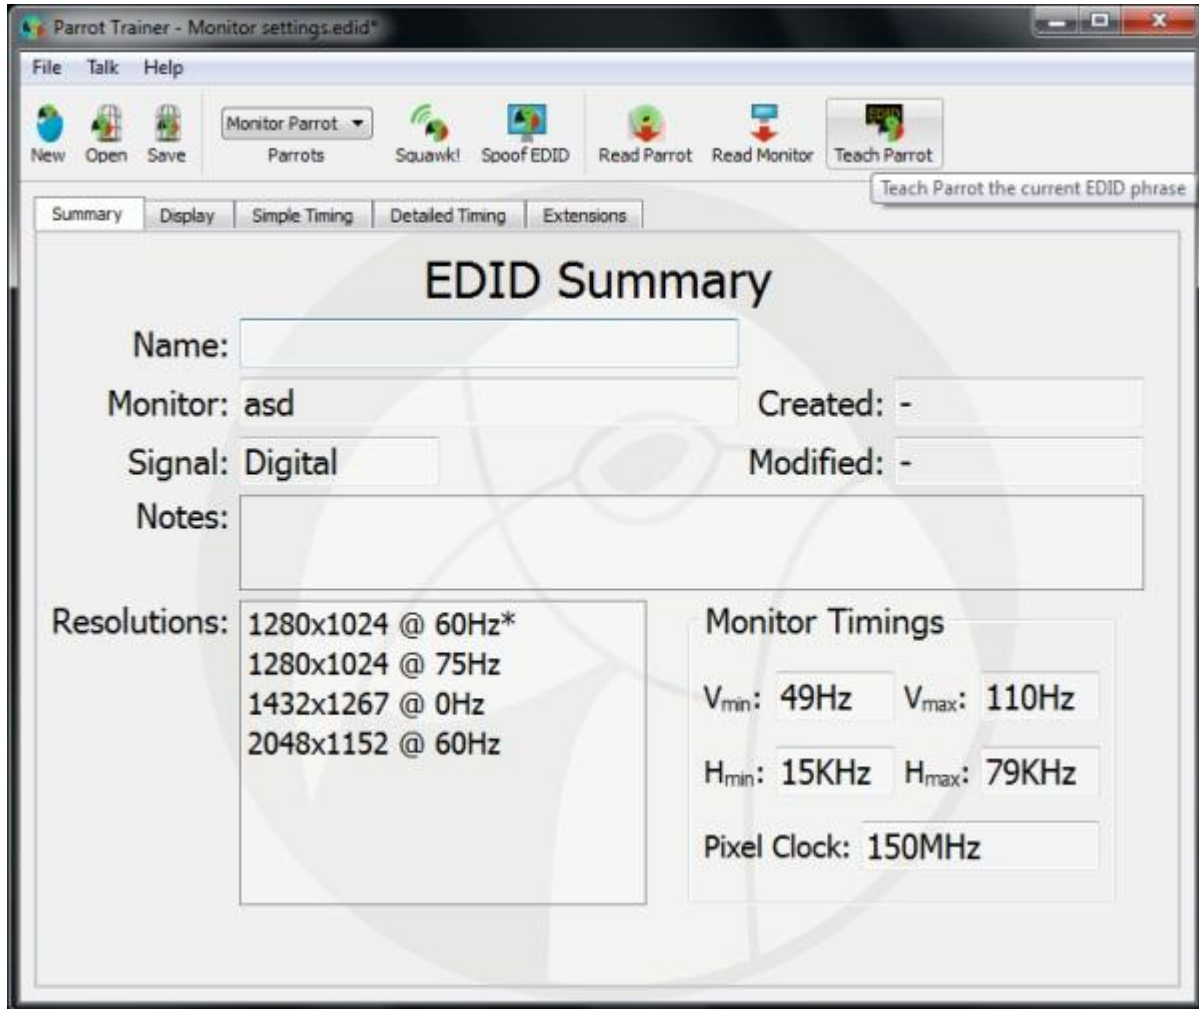 Parrot Trainer - Monitor settings.edid*
File Talk Help
Monitor Parrot
New Open Save Parrots Squawk! Spoof EDID Read Parrot Read Monitor Teach Parrot
EDID
Teach Parrot the current EDID phrase
Summary Display Simple Timing Detailed Timing Extensions
EDID Summary
Name:
Monitor: asd Created: -
Signal: Digital Modified: -
Notes:
Resolutions: 1280x1024 @ 60Hz* Monitor Timings
1280x1024 @ 75Hz
1432x1267 @ 0Hz
2048x1152 @ 60Hz
Vmin: 49Hz Vmax: 110Hz
Hmin: 15KHz Hmax: 79KHz
Pixel Clock: 150MHz